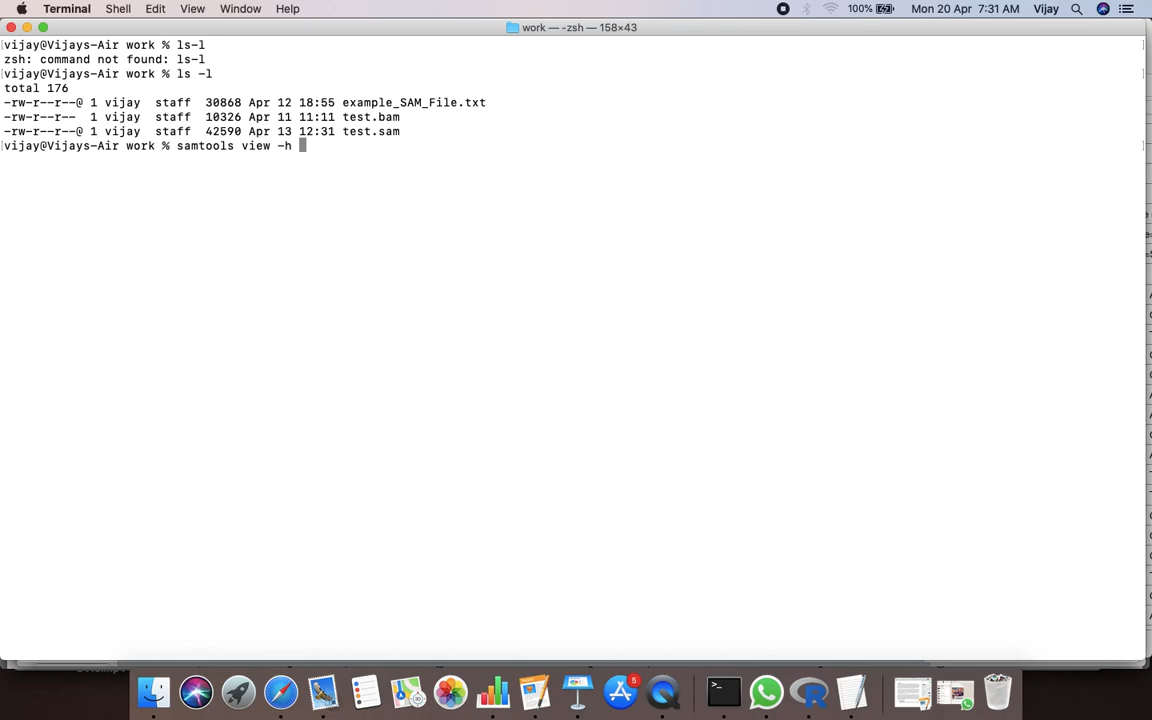 Terminal Shell Edit View Window Help 100% Mon 20 Apr 7:31 AM Vijay
work — -zsh — 158×43
[vijay@Vijays-Air work % ls-l ]
zsh: command not found: ls-l
[vijay@Vijays-Air work % ls -l ]
total 176
-rw-r--r--@ 1 vijay staff 30868 Apr 12 18:55 example_SAM_File.txt
-rw-r--r-- 1 vijay staff 10326 Apr 11 11:11 test.bam
-rw-r--r--@ 1 vijay staff 42590 Apr 13 12:31 test.sam
[vijay@Vijays-Air work % samtools view -h ]
5
>_
R